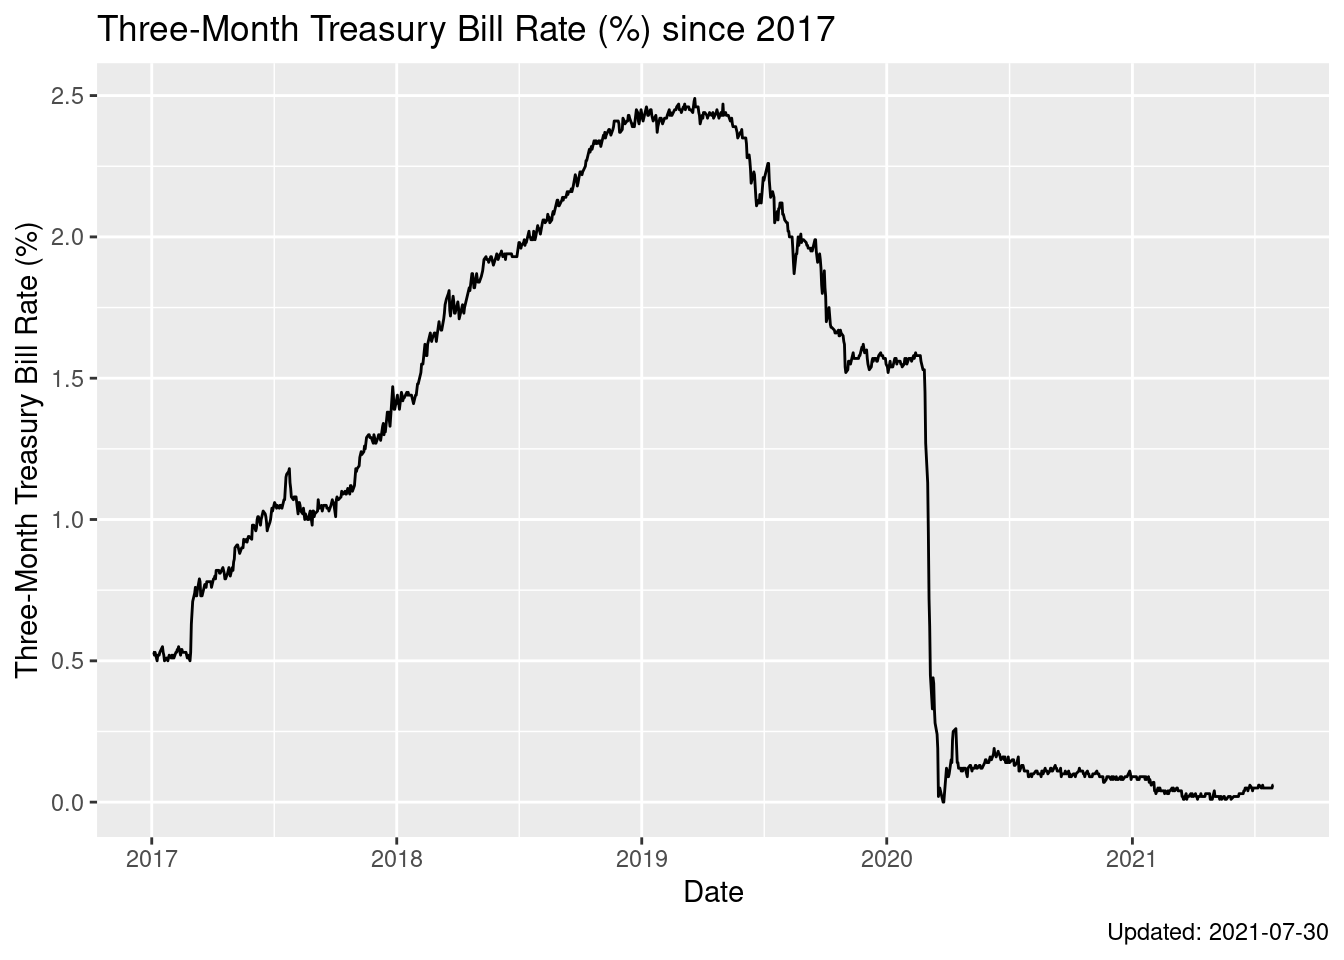 Three-Month Treasury Bill Rate (%) since 2017
Three-Month Treasury Bill Rate (%)
2.5
2.0
1.5
1.0
0.5
0.0
2017 2018 2019 2020 2021
Date
Updated: 2021-07-30